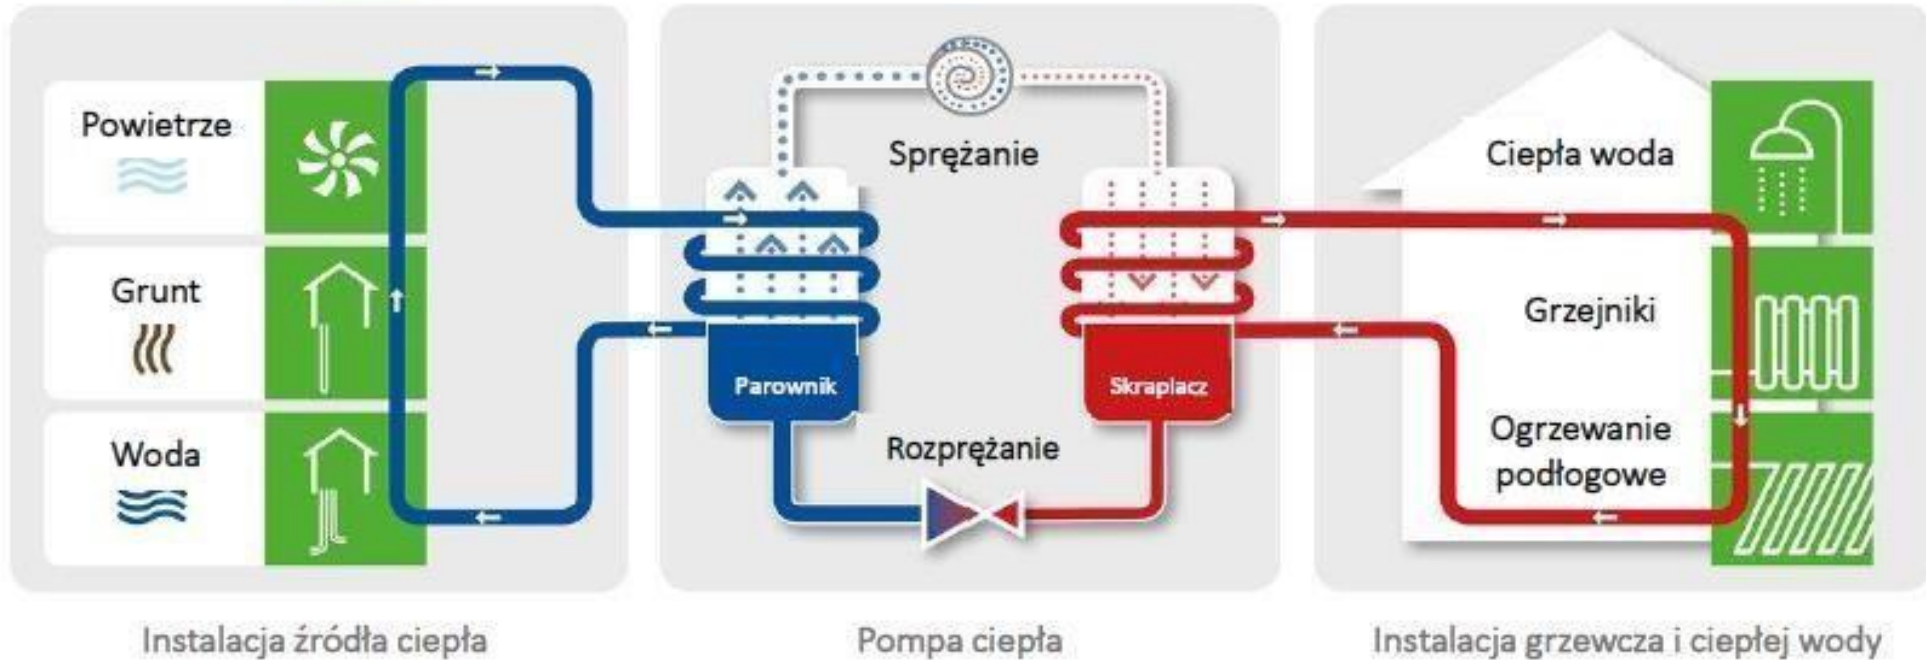 Powietrze
Grunt
Woda
Instalacja źródła ciepła
Sprężanie
Parownik
Skraplacz
Rozprężanie
Pompa ciepła
Ciepła woda
Grzejniki
Ogrzewanie
podłogowe
Instalacja grzewcza i ciepłej wody